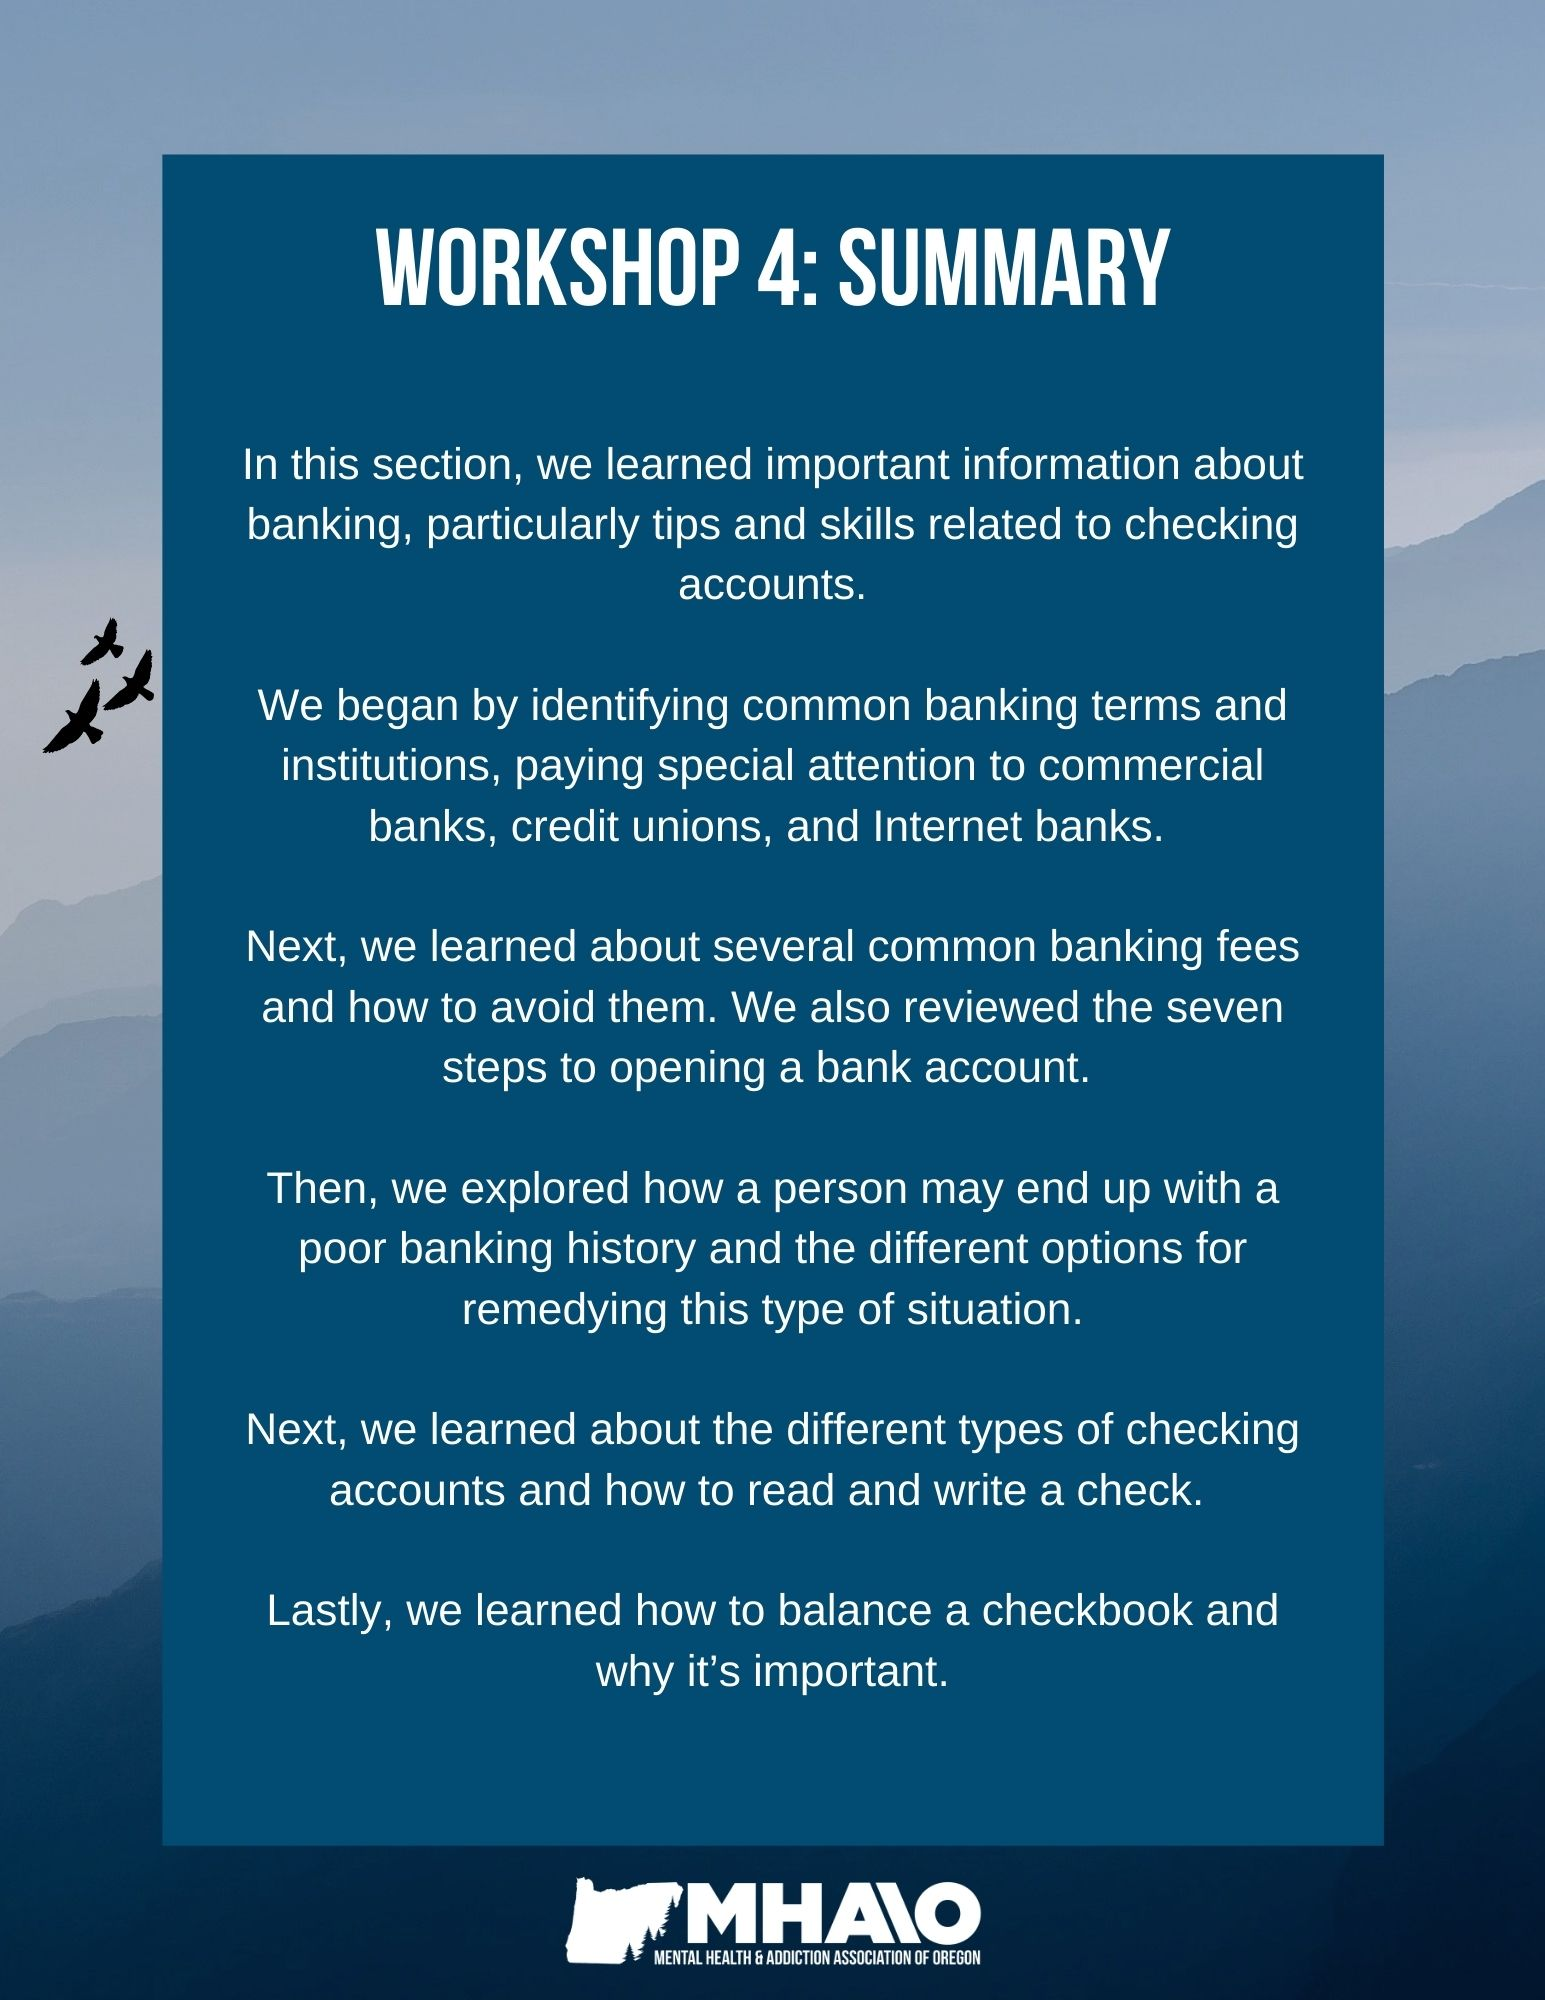 WORKSHOP 4: SUMMARY
In this section, we learned important information about
banking, particularly tips and skills related to checking
accounts.
We began by identifying common banking terms and
institutions, paying special attention to commercial
banks, credit unions, and Internet banks.
Next, we learned about several common banking fees
and how to avoid them. We also reviewed the seven
steps to opening a bank account.
Then, we explored how a person may end up with a
poor banking history and the different options for
remedying this type of situation.
Next, we learned about the different types of checking
accounts and how to read and write a check.
Lastly, we learned how to balance a checkbook and
why it’s important.
MHAAO
MENTAL HEALTH & ADDICTION ASSOCIATION OF OREGON